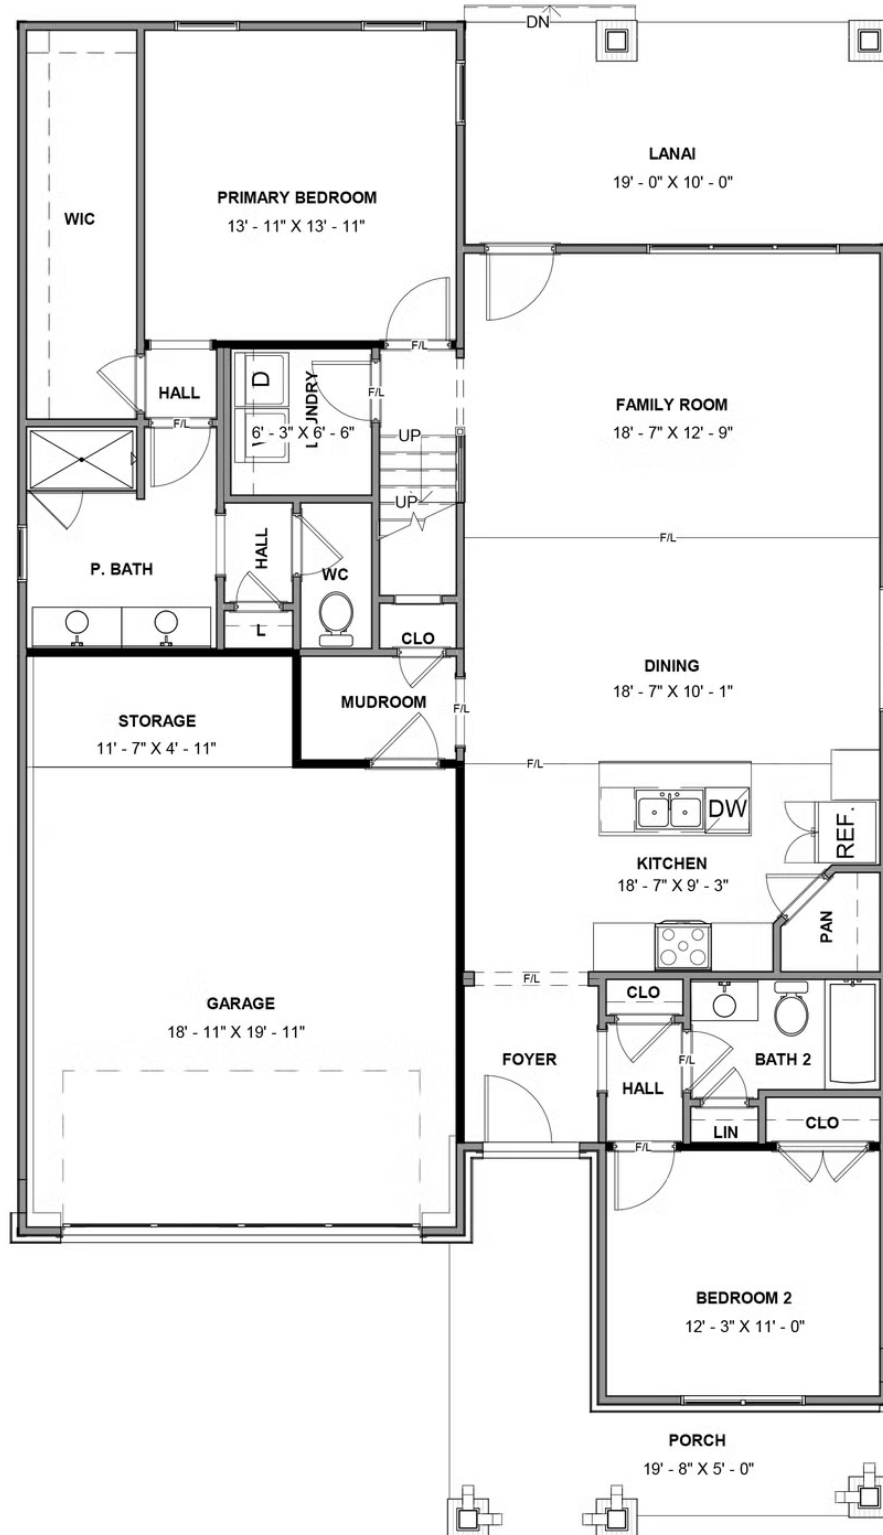 DN
LANAI
19' - 0" X 10' - 0"
PRIMARY BEDROOM
13' - 11" X 13' - 11"
WIC
F/L
HALL
D
F/L
FAMILY ROOM
18' - 7" X 12' - 9"
F/L
6' - 3" X 6' - 6"
UP
UP
F/L
HALL
P. BATH
WC
L
CLO
DINING
18' - 7" X 10' - 1"
MUDROOM
F/L
STORAGE
11' - 7" X 4' - 11"
F/L
DW
REF.
KITCHEN
18' - 7" X 9' - 3"
PAN
F/L
CLO
GARAGE
18' - 11" X 19' - 11"
FOYER
F/L
BATH 2
HALL
LIN
CLO
F/L
BEDROOM 2
12' - 3" X 11' - 0"
PORCH
19' - 8" X 5' - 0"